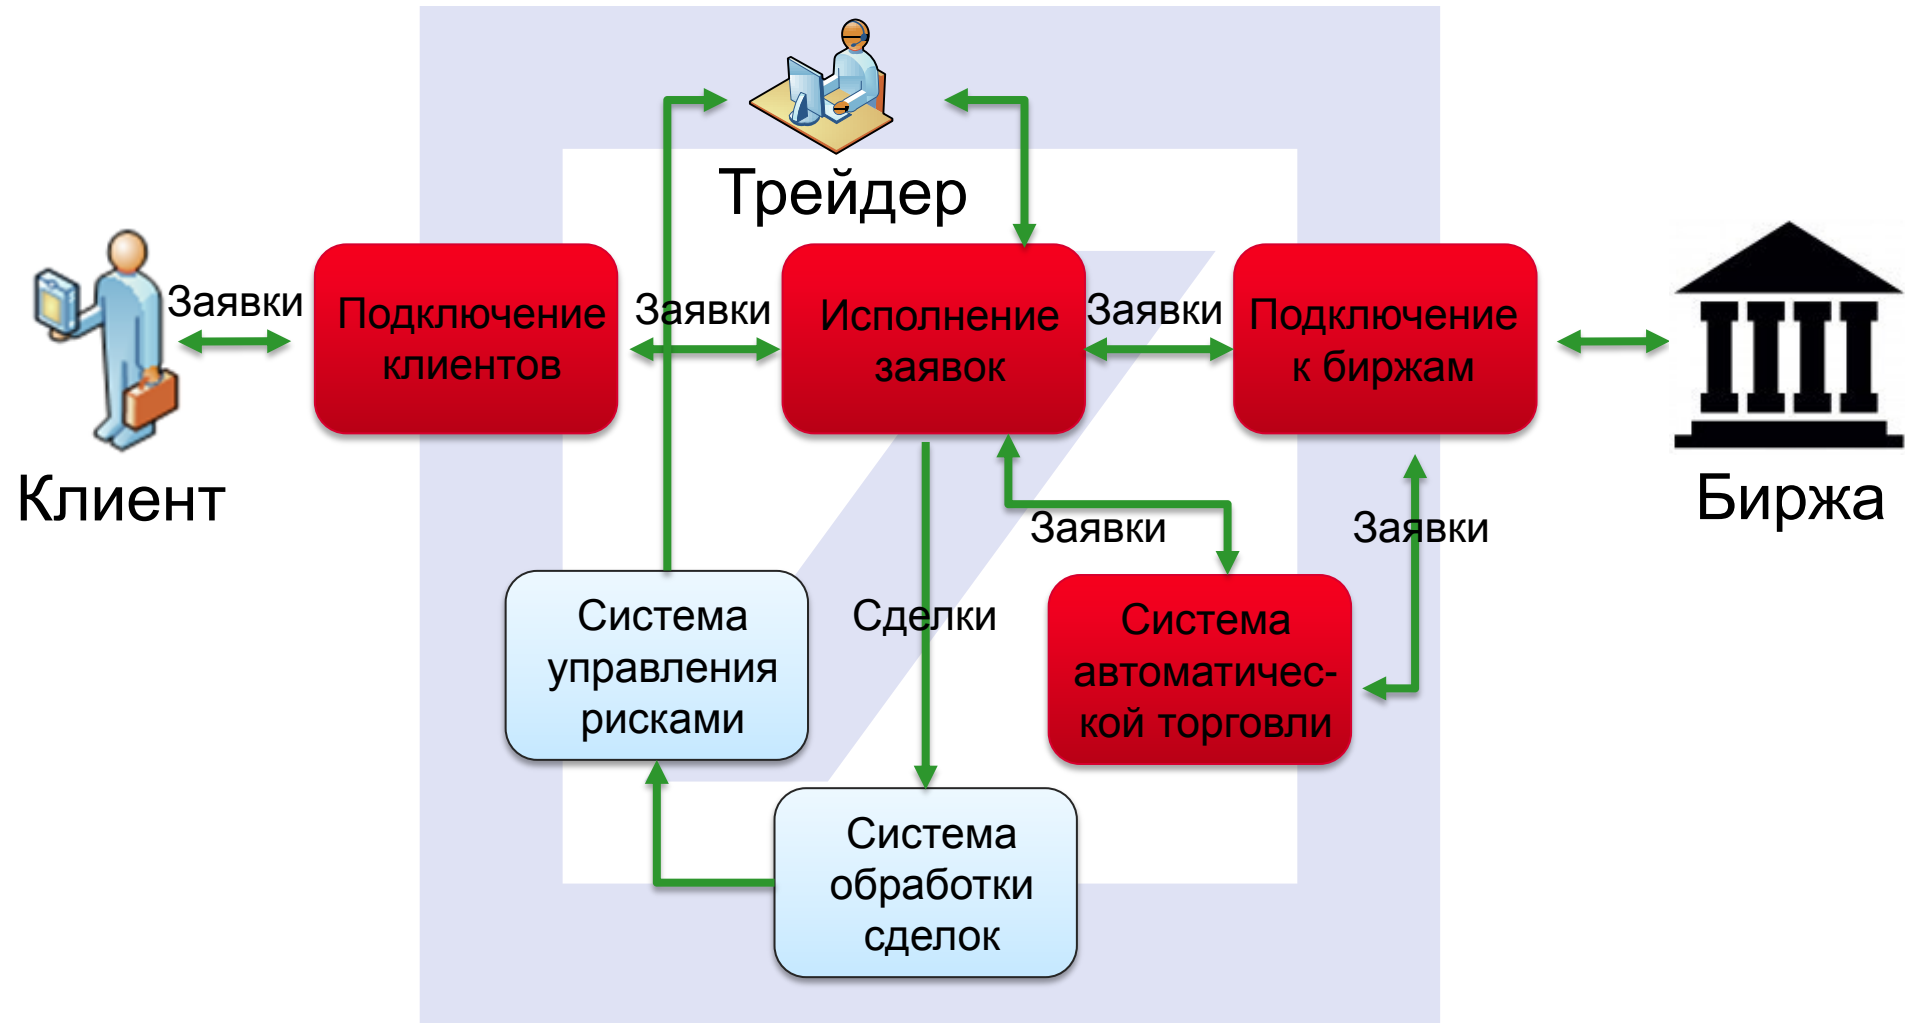 Трейдер
Заявки
Подключение
клиентов
Заявки
Исполнение
заявок
Заявки
Подключение
к биржам
Клиент
Биржа
Заявки
Заявки
Система
управления
рисками
Сделки
Система
автоматичес-
кой торговли
Система
обработки
сделок